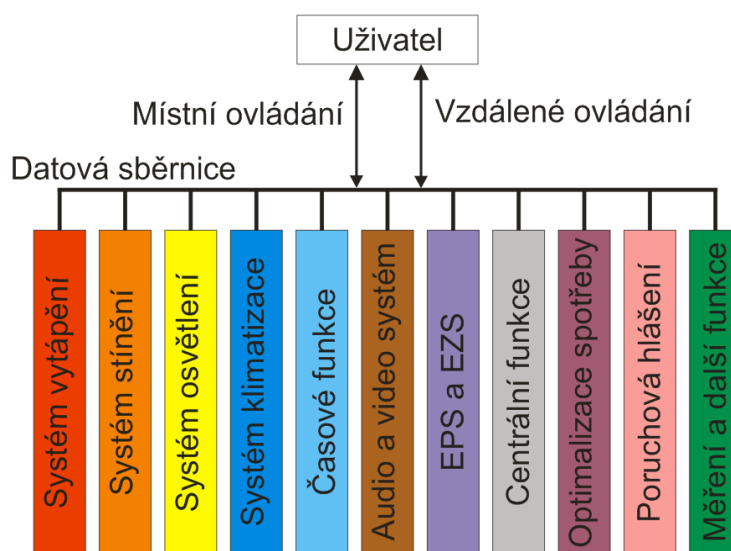 Uživatel
Místní ovládání
Vzdálené ovládání
Datová sběrnice
Systém vytápění
Systém stínění
Systém osvětlení
Systém klimatizace
Časové funkce
Audio a video systém
EPS a EZS
Centrální funkce
Optimalizace spotřeby
Poruchová hlášení
Měření a další funkce